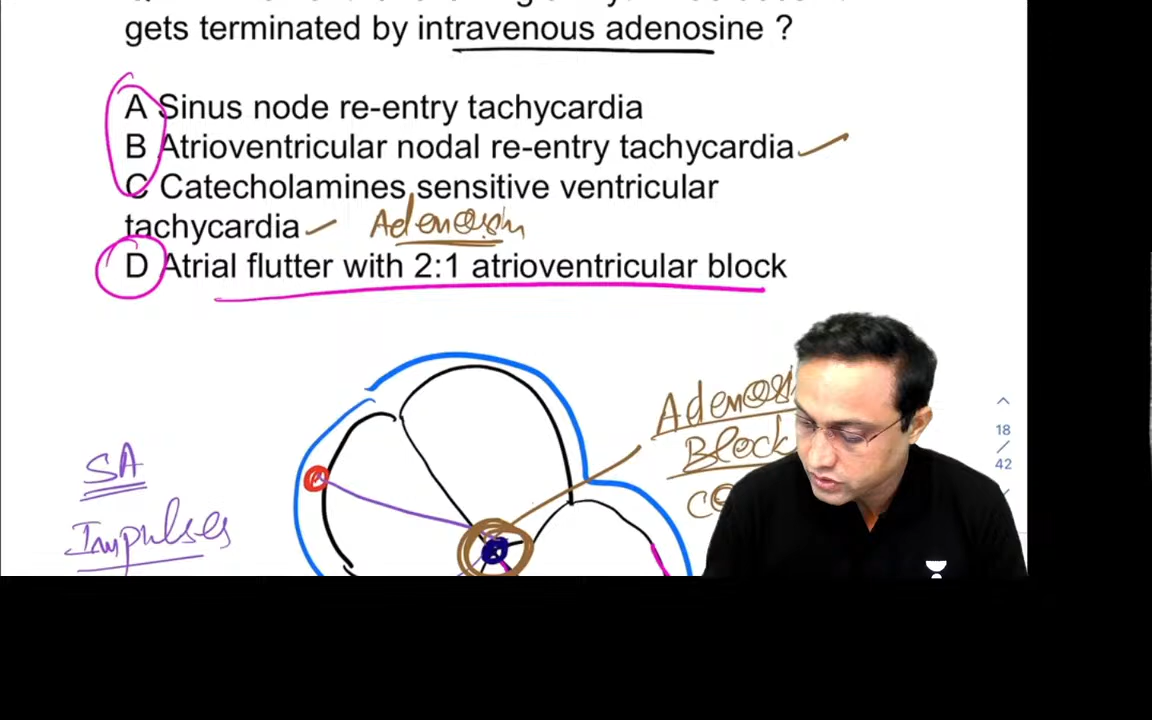 gets terminated by intravenous adenosine ?
A Sinus node re-entry tachycardia
B Atrioventricular nodal re-entry tachycardia
C Catecholamines sensitive ventricular
tachycardia Adenosin
D Atrial flutter with 2:1 atrioventricular block
Adenosi
Block
SA
Impulses
18
/
42